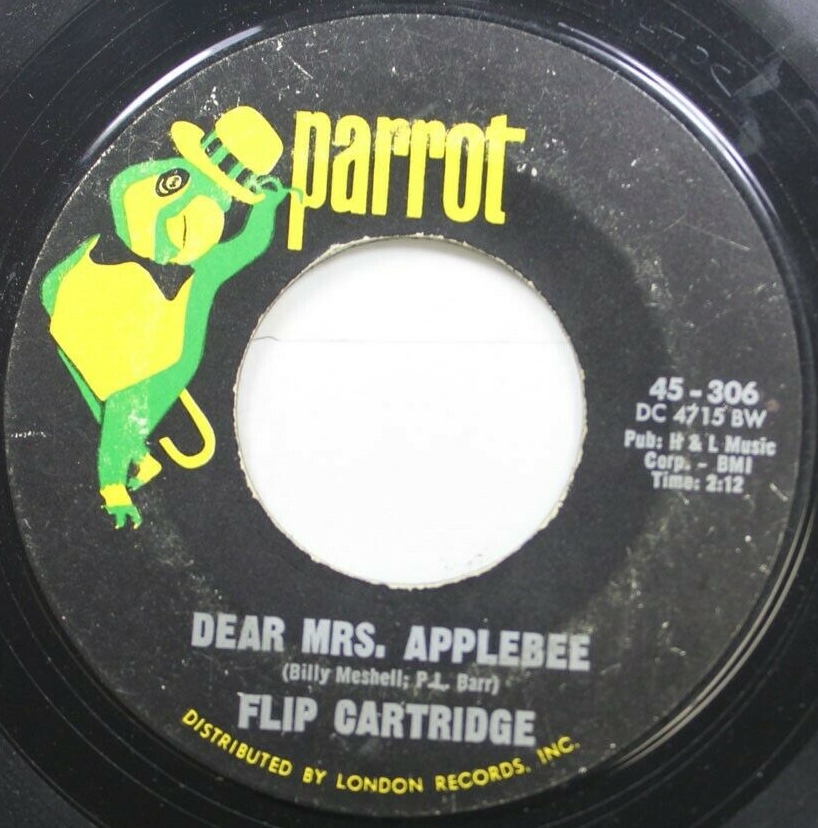 parrot
45 - 306
DC 4715 BW
Pub: H & L Music
Corp. - BMI
Time: 2:12
DEAR MRS. APPLEBEE
(Billy Meshell; P.L. Barr)
FLIP CARTRIDGE
DISTRIBUTED BY LONDON RECORDS, INC.